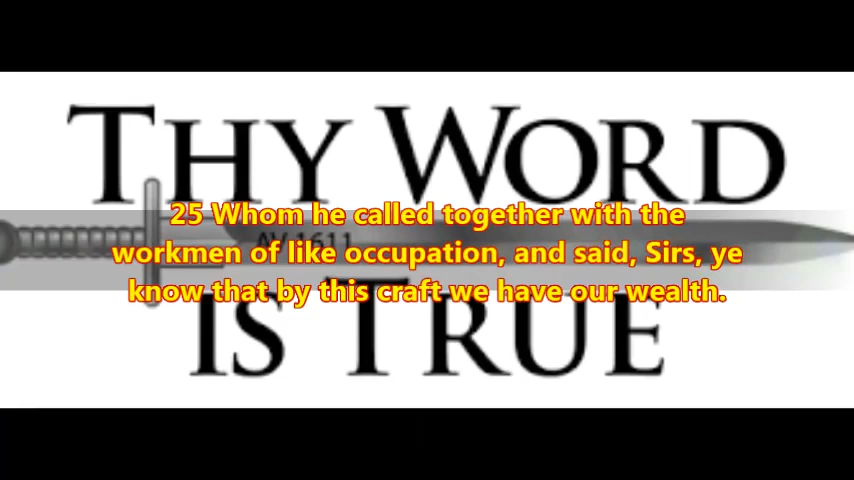 THY WORD
25 Whom he called together with the
AV 1611
workmen of like occupation, and said, Sirs, ye
know that by this craft we have our wealth.
IS TRUE